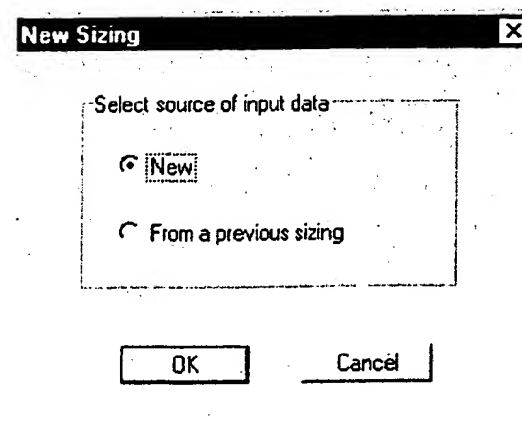 New Sizing
Select source of input data
New
From a previous sizing
OK
Cancel